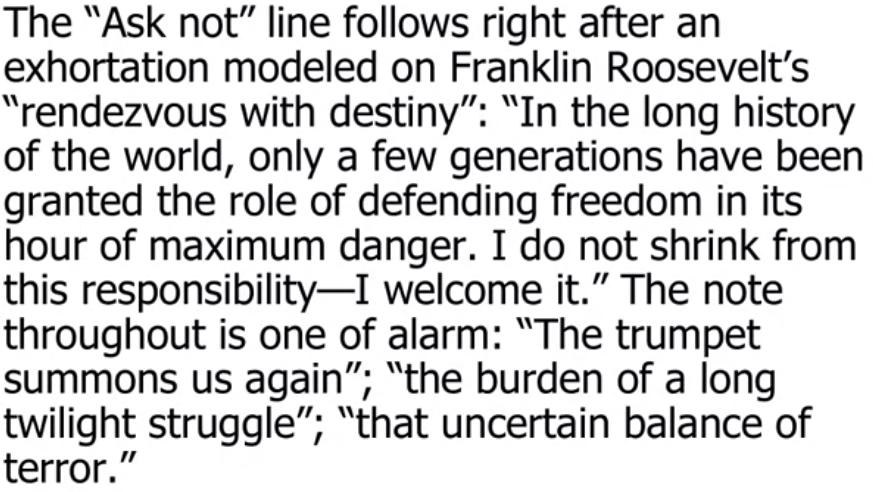 The “Ask not” line follows right after an
exhortation modeled on Franklin Roosevelt’s
“rendezvous with destiny”: “In the long history
of the world, only a few generations have been
granted the role of defending freedom in its
hour of maximum danger. I do not shrink from
this responsibility—I welcome it.” The note
throughout is one of alarm: “The trumpet
summons us again”; “the burden of a long
twilight struggle”; “that uncertain balance of
terror.”